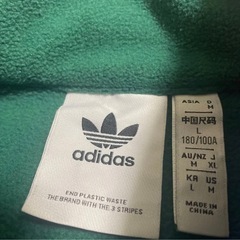 adidas
END PLASTIC WASTE
THE BRAND WITH THE 3 STRIPES
ASIA D
M
中国尺码
L
180/100A
AU/NZ J
M XL
KR US
L M
MADE IN
CHINA